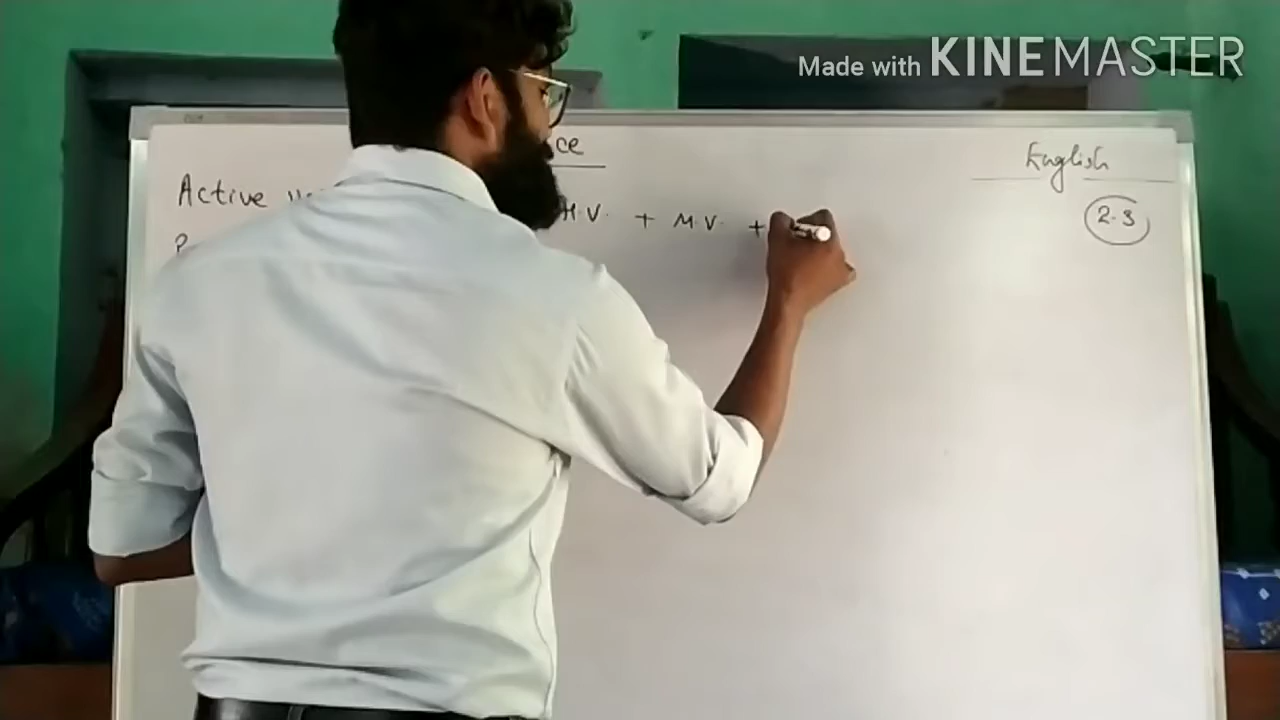 Made with KINEMASTER
ce
English
Active
H.V. + M.V. +
2.3